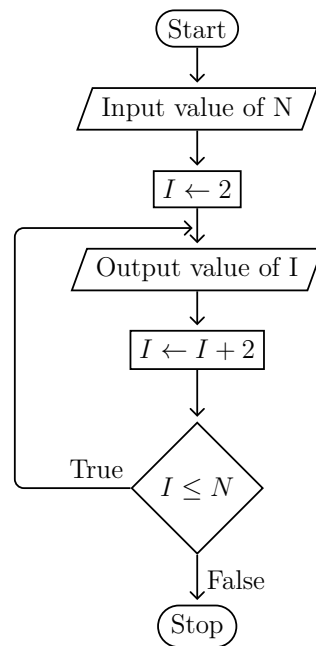 Start
Input value of N
I ← 2
Output value of I
I ← I + 2
True
I ≤ N
False
Stop